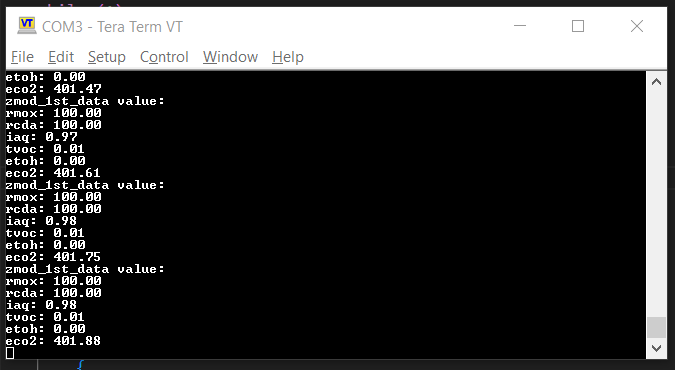 VT COM3 - Tera Term VT
File Edit Setup Control Window Help
etoh: 0.00
eco2: 401.47
zmod_1st_data value:
rmox: 100.00
rcda: 100.00
iaq: 0.97
tvoc: 0.01
etoh: 0.00
eco2: 401.61
zmod_1st_data value:
rmox: 100.00
rcda: 100.00
iaq: 0.98
tvoc: 0.01
etoh: 0.00
eco2: 401.75
zmod_1st_data value:
rmox: 100.00
rcda: 100.00
iaq: 0.98
tvoc: 0.01
etoh: 0.00
eco2: 401.88
{